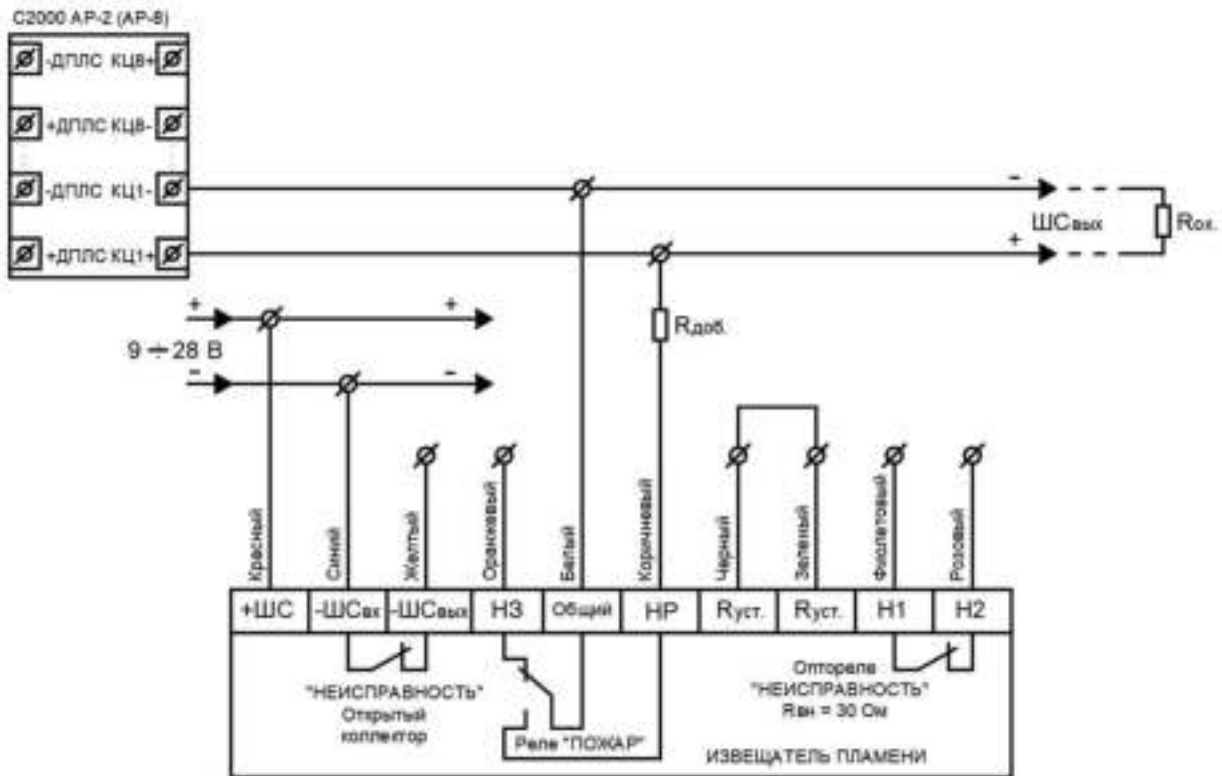 С2000 АР-2 (АР-8)
-ДПЛС КЦ8+
+ДПЛС КЦ8-
-ДПЛС КЦ1-
+ДПЛС КЦ1+
-
ШСвых
+
Rок.
+ +
9 ÷ 28 В
- -
Rдоб.
Красный
Синий
Желтый
Оранжевый
Белый
Коричневый
Черный
Зеленый
Фиолетовый
Розовый
+ШС -ШСвх -ШСвых НЗ Общий НР Rуст. Rуст. Н1 Н2
"НЕИСПРАВНОСТЬ"
Открытый
коллектор
Реле "ПОЖАР"
Оптореле
"НЕИСПРАВНОСТЬ"
Rвн = 30 Ом
ИЗВЕЩАТЕЛЬ ПЛАМЕНИ